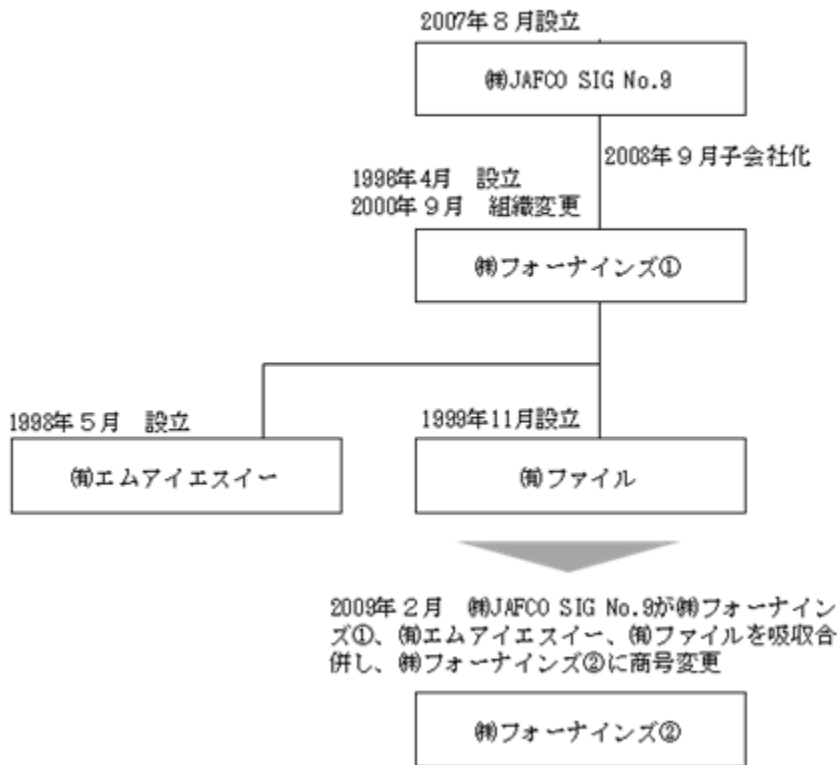 2007年8月設立
㈱JAFCO SIG No.9
2008年9月子会社化
1996年4月　設立
2000年9月　組織変更
㈱フォーナインズ①
1998年5月　設立
1999年11月設立
㈲エムアイエスイー
㈲ファイル
2009年2月　㈱JAFCO SIG No.9が㈱フォーナイン
ズ①、㈲エムアイエスイー、㈲ファイルを吸収合
併し、㈱フォーナインズ②に商号変更
㈱フォーナインズ②